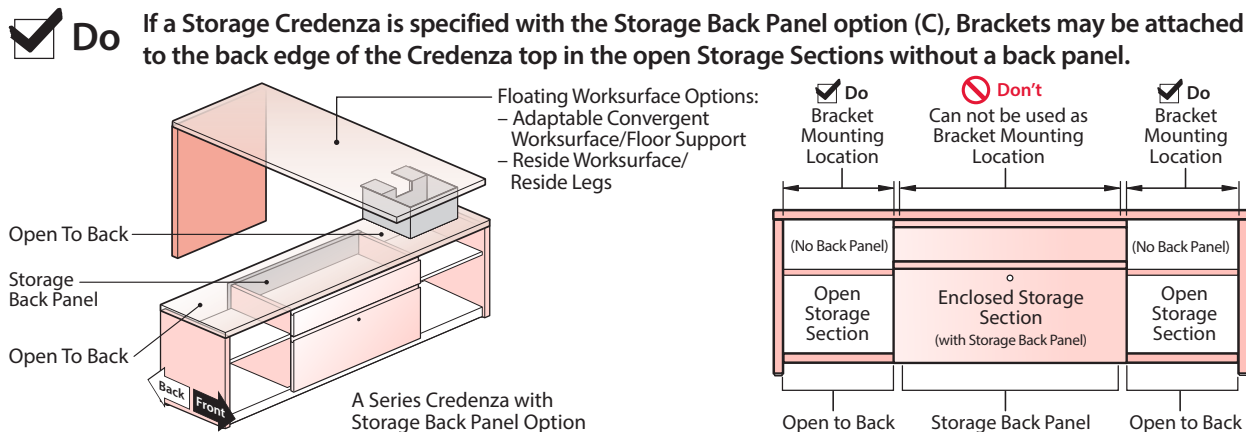 Do
If a Storage Credenza is specified with the Storage Back Panel option (C), Brackets may be attached
to the back edge of the Credenza top in the open Storage Sections without a back panel.
Floating Worksurface Options:
– Adaptable Convergent
Worksurface/Floor Support
– Reside Worksurface/
Reside Legs
Open To Back
Storage
Back Panel
Open To Back
Back
Front
A Series Credenza with
Storage Back Panel Option
Do
Bracket
Mounting
Location
Don't
Can not be used as
Bracket Mounting
Location
Do
Bracket
Mounting
Location
(No Back Panel)
Open
Storage
Section
Enclosed Storage
Section
(with Storage Back Panel)
(No Back Panel)
Open
Storage
Section
Open to Back
Storage Back Panel
Open to Back